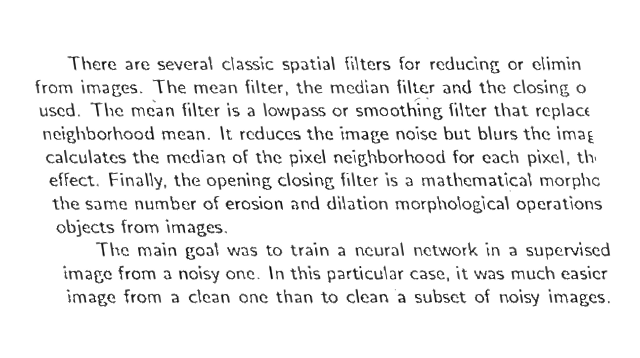 There are several classic spatial filters for reducing or elimin
from images. The mean filter, the median filter and the closing o
used. The mean filter is a lowpass or smoothing filter that replace
neighborhood mean. It reduces the image noise but blurs the imag
calculates the median of the pixel neighborhood for each pixel, th
effect. Finally, the opening closing filter is a mathematical morpho
the same number of erosion and dilation morphological operations
objects from images.
The main goal was to train a neural network in a supervised
image from a noisy one. In this particular case, it was much easier
image from a clean one than to clean a subset of noisy images.